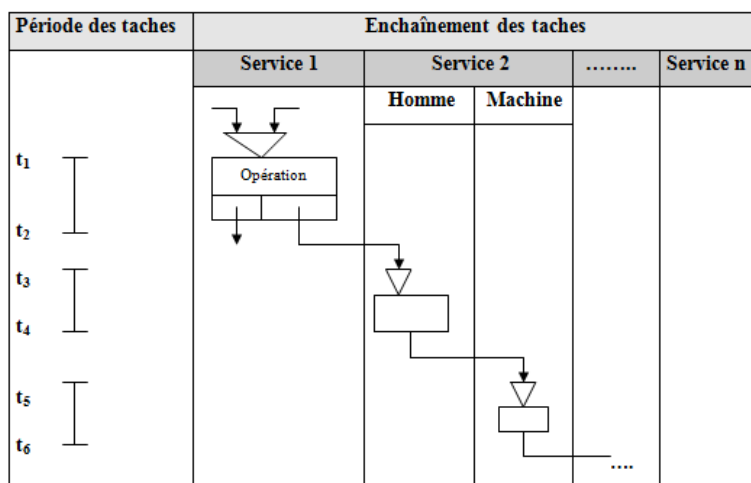 Période des taches
Enchaînement des taches
Service 1
Service 2
……..
Service n
Homme
Machine
t1
Opération
t2
t3
t4
t5
t6
….